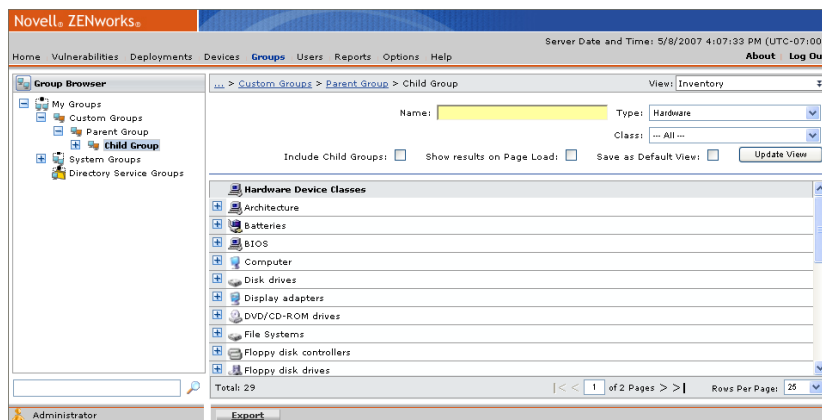 Novell® ZENworks®
Server Date and Time: 5/8/2007 4:07:33 PM (UTC-07:00
Home Vulnerabilities Deployments Devices Groups Users Reports Options Help
About Log Ou
Group Browser
My Groups
Custom Groups
Parent Group
Child Group
System Groups
Directory Service Groups
... > Custom Groups > Parent Group > Child Group
View: Inventory
Name:
Type: Hardware
Class: --- All ---
Include Child Groups:
Show results on Page Load:
Save as Default View:
Update View
Hardware Device Classes
Architecture
Batteries
BIOS
Computer
Disk drives
Display adapters
DVD/CD-ROM drives
File Systems
Floppy disk controllers
Floppy disk drives
Total: 29
|< < 1 of 2 Pages > >|
Rows Per Page: 25
Administrator
Export